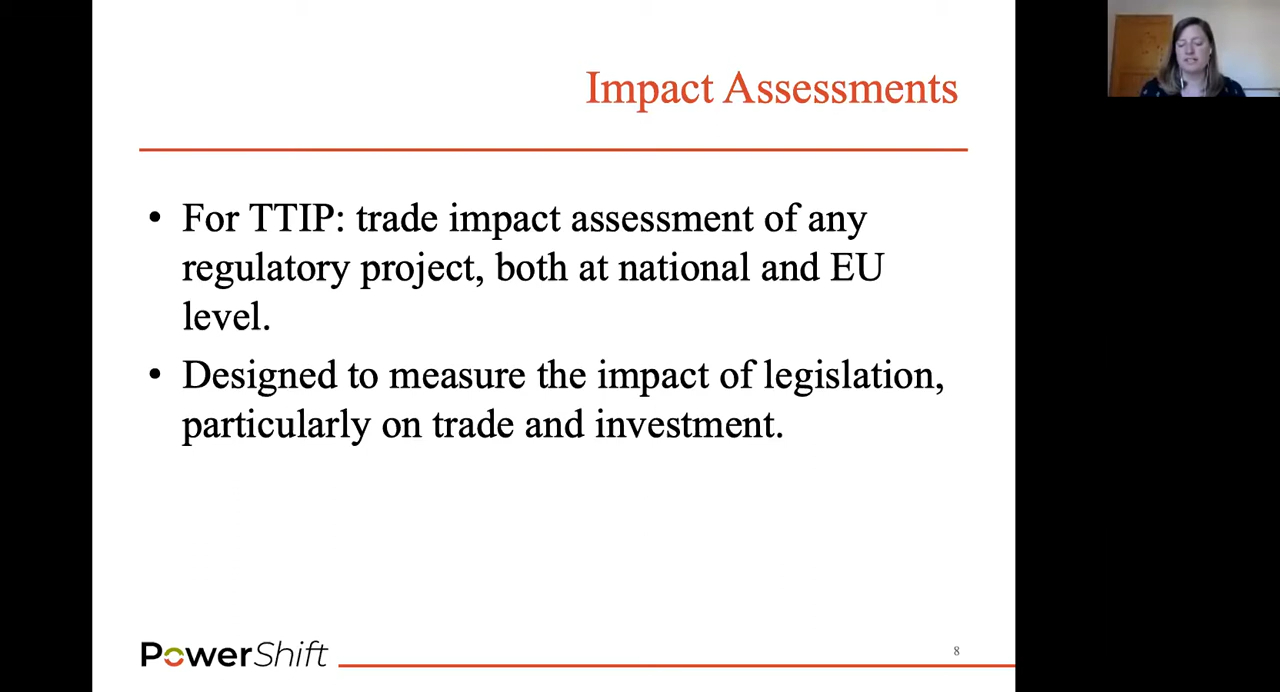 Impact Assessments
• For TTIP: trade impact assessment of any
regulatory project, both at national and EU
level.
• Designed to measure the impact of legislation,
particularly on trade and investment.
PowerShift
8